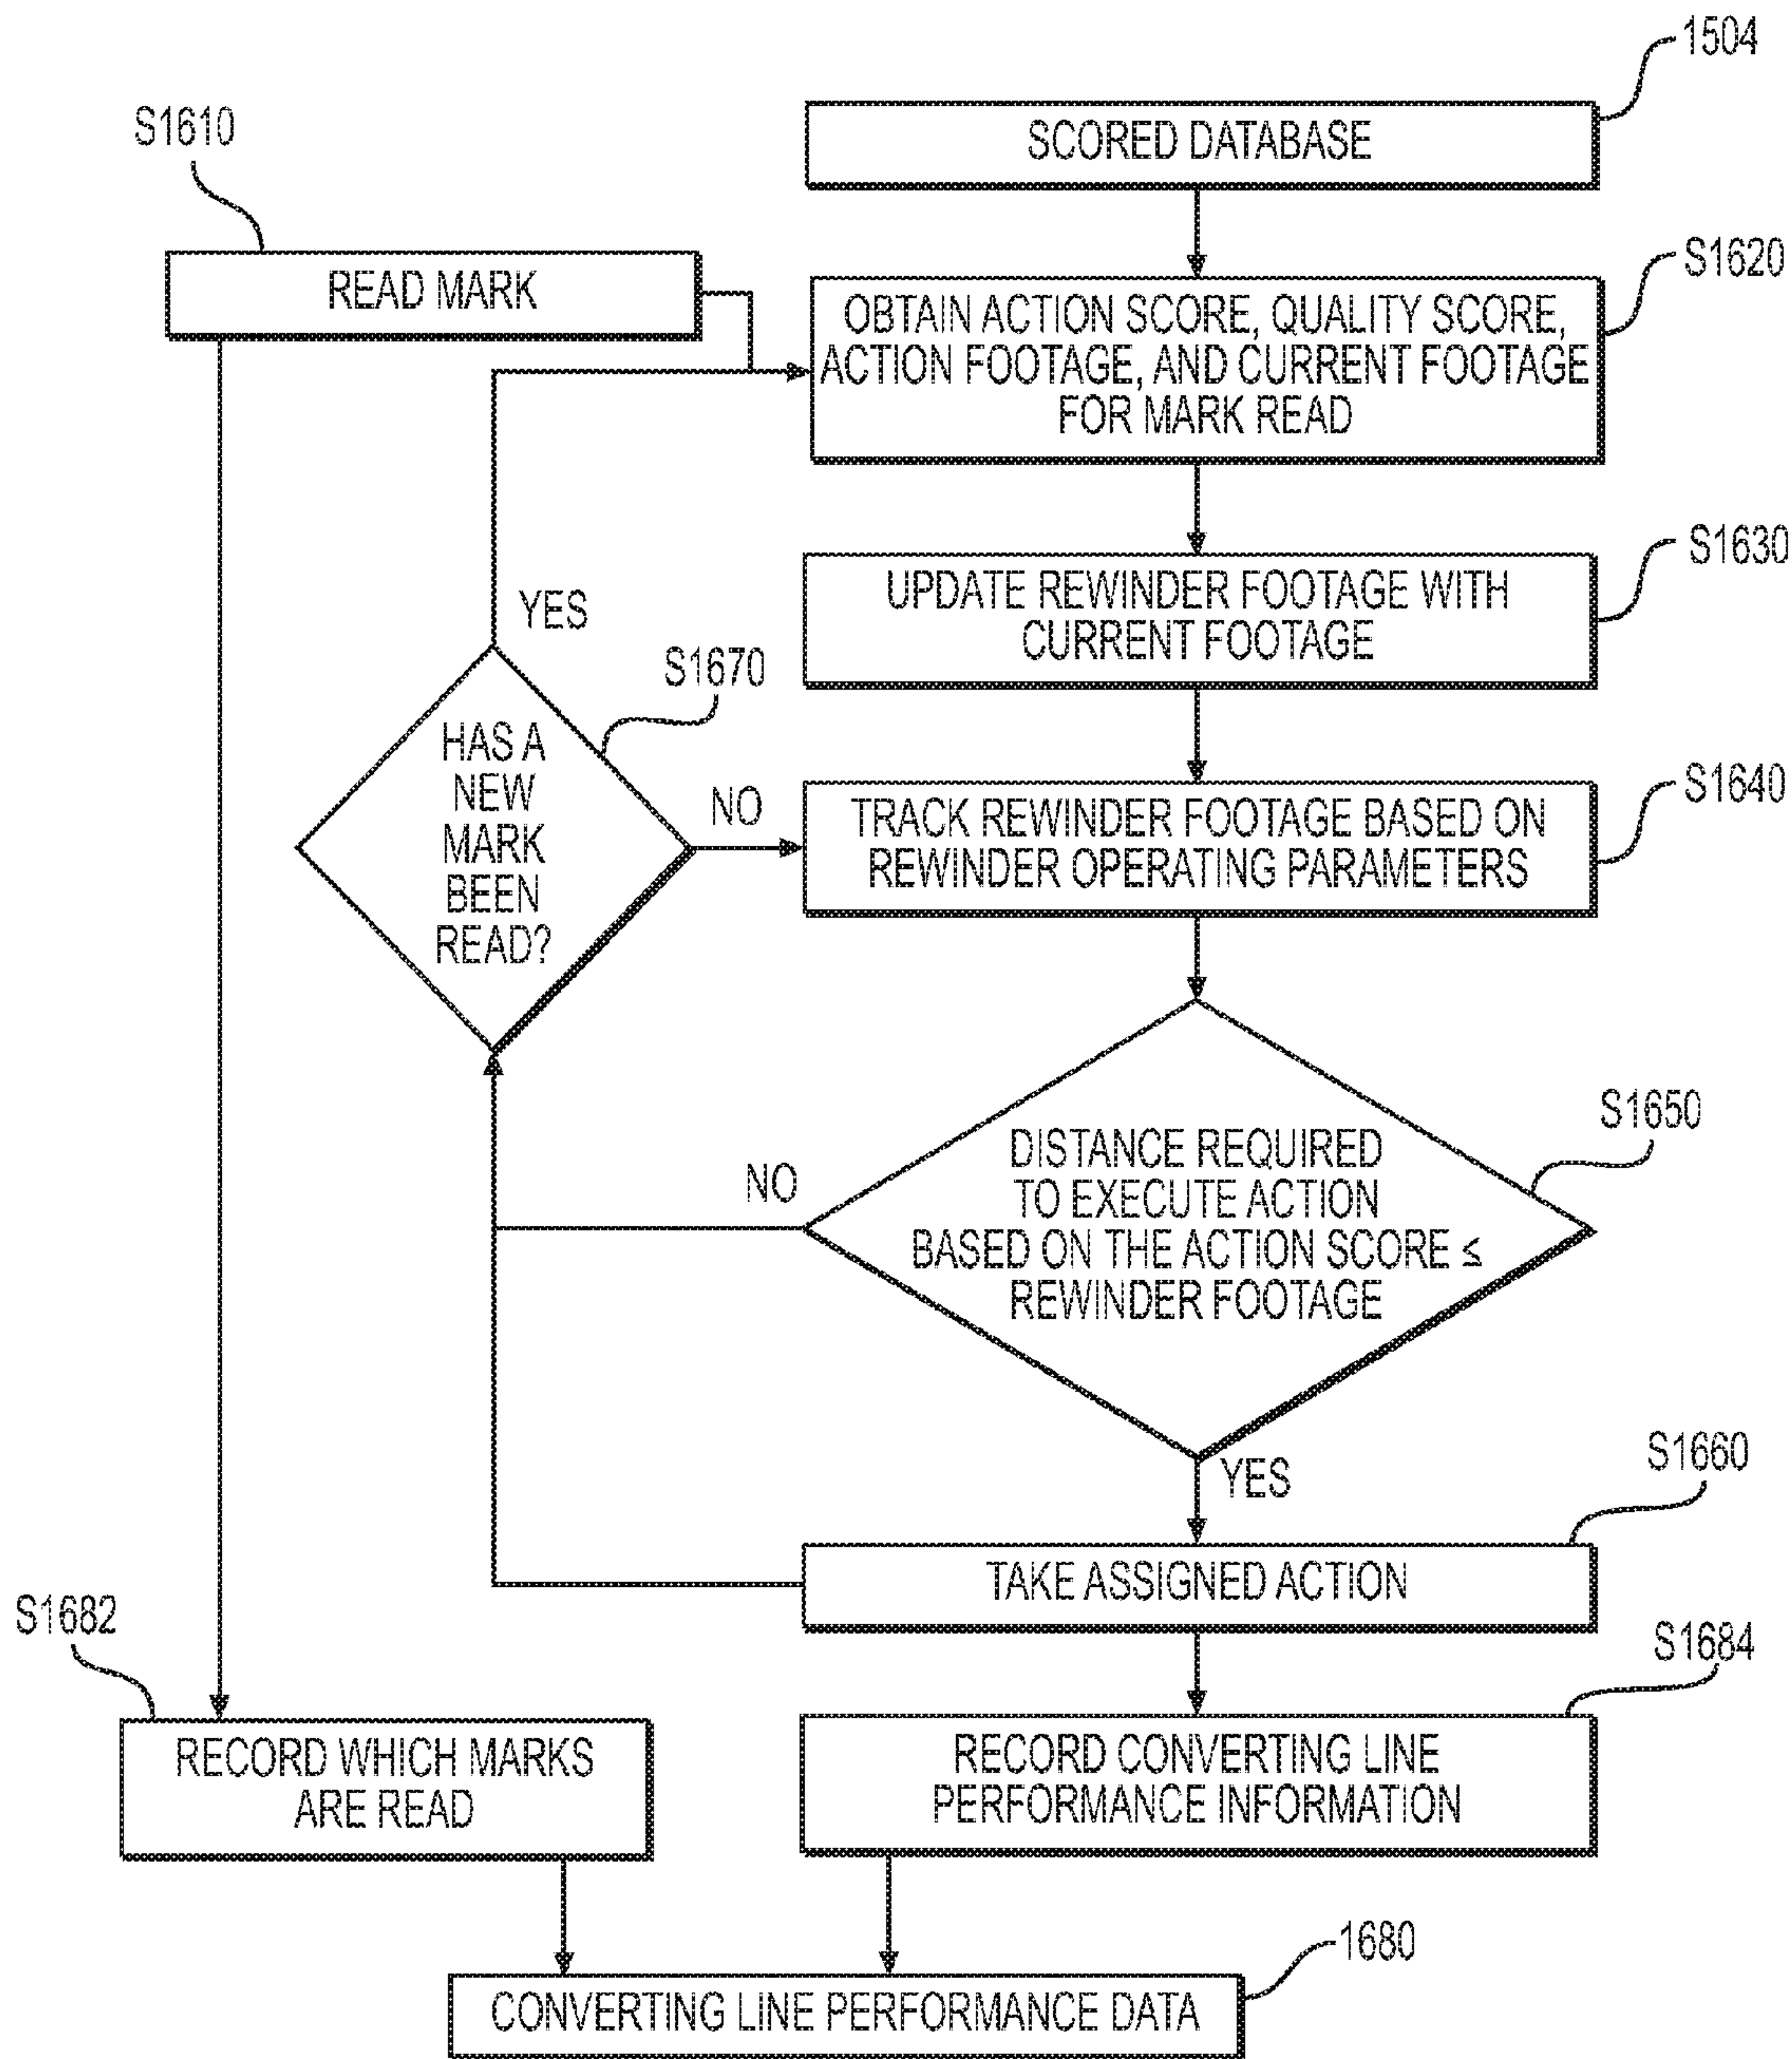 1504
SCORED DATABASE
S1610
READ MARK
S1620
OBTAIN ACTION SCORE, QUALITY SCORE,
ACTION FOOTAGE, AND CURRENT FOOTAGE
FOR MARK READ
S1630
UPDATE REWINDER FOOTAGE WITH
CURRENT FOOTAGE
YES
S1670
HAS A
NEW
MARK
BEEN
READ?
NO
S1640
TRACK REWINDER FOOTAGE BASED ON
REWINDER OPERATING PARAMETERS
S1650
DISTANCE REQUIRED
TO EXECUTE ACTION
BASED ON THE ACTION SCORE ≤
REWINDER FOOTAGE
NO
YES
S1660
TAKE ASSIGNED ACTION
S1682
RECORD WHICH MARKS
ARE READ
S1684
RECORD CONVERTING LINE
PERFORMANCE INFORMATION
1680
CONVERTING LINE PERFORMANCE DATA